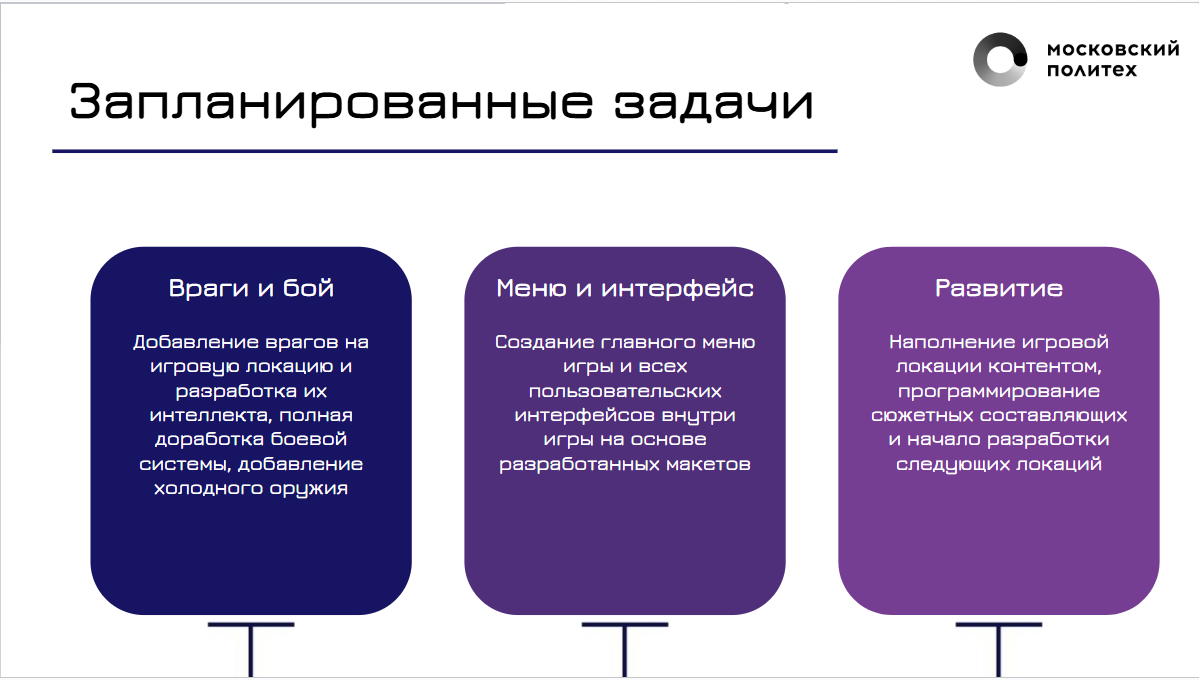 московский
политех
Запланированные задачи
Враги и бой
Добавление врагов на
игровую локацию и
разработка их
интеллекта, полная
доработка боевой
системы, добавление
холодного оружия
Меню и интерфейс
Создание главного меню
игры и всех
пользовательских
интерфейсов внутри
игры на основе
разработанных макетов
Развитие
Наполнение игровой
локации контентом,
программирование
сюжетных составляющих
и начало разработки
следующих локаций